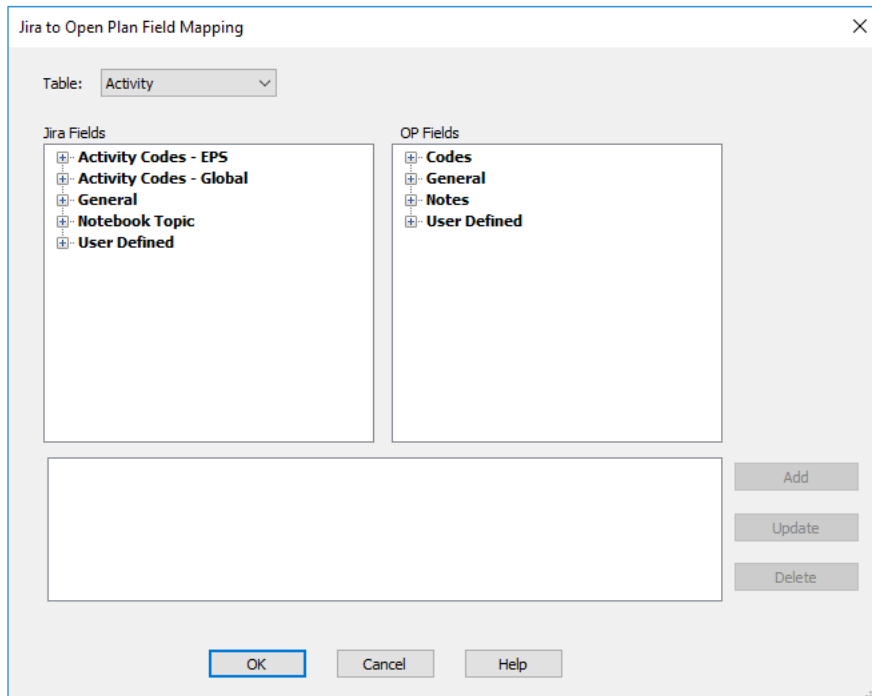 Jira to Open Plan Field Mapping
Table: Activity
Jira Fields
Activity Codes - EPS
Activity Codes - Global
General
Notebook Topic
User Defined
OP Fields
Codes
General
Notes
User Defined
Add
Update
Delete
OK Cancel Help